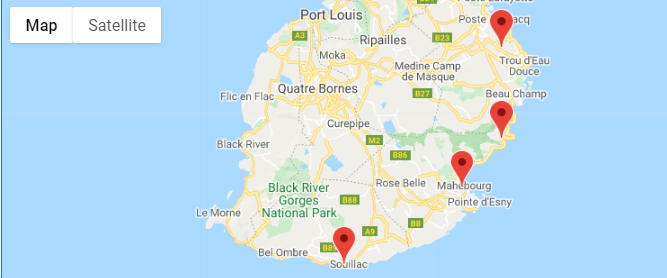 Map
Satellite
Port Louis
Poste
acq
A3
B23
Ripailles
Moka
Trou d'Eau
Douce
Medine Camp
de Masque
Quatre Bornes
B27
Beau Champ
Flic en Flac
Curepipe
M2
Black River
B86
Rose Belle
Mahebourg
Black River
Gorges
National Park
B88
Pointe d'Esny
Le Morne
B8
A9
Bel Ombre
B89
Souillac